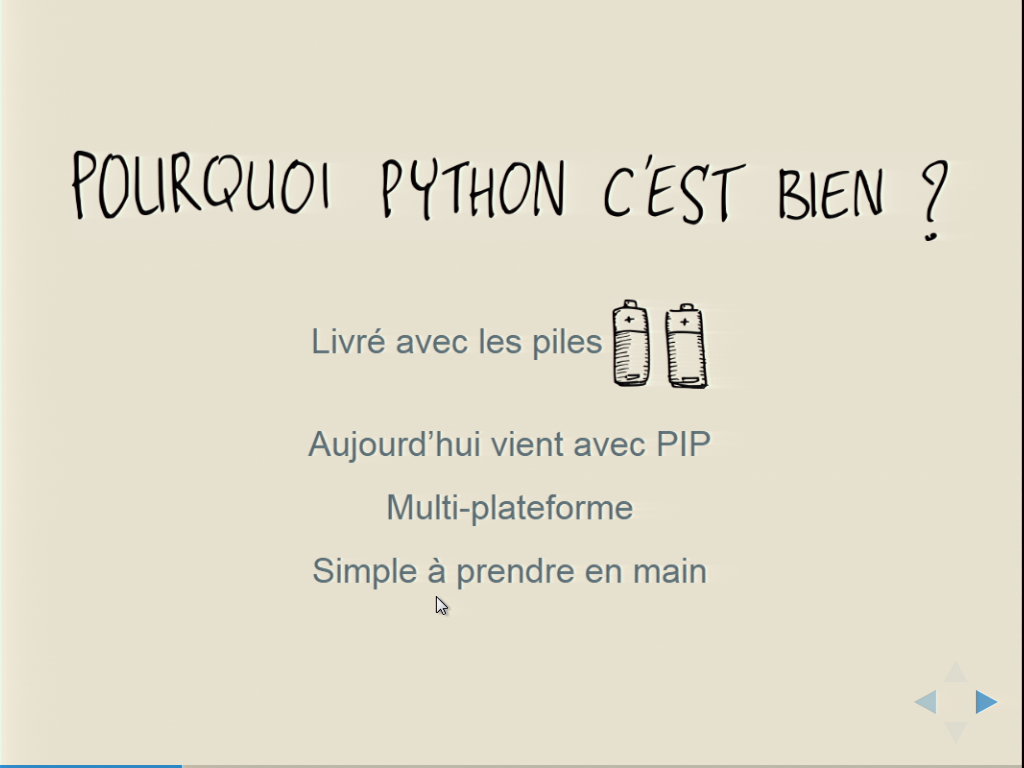 POURQUOI PYTHON C'EST BIEN ?
Livré avec les piles
Aujourd’hui vient avec PIP
Multi-plateforme
Simple à prendre en main